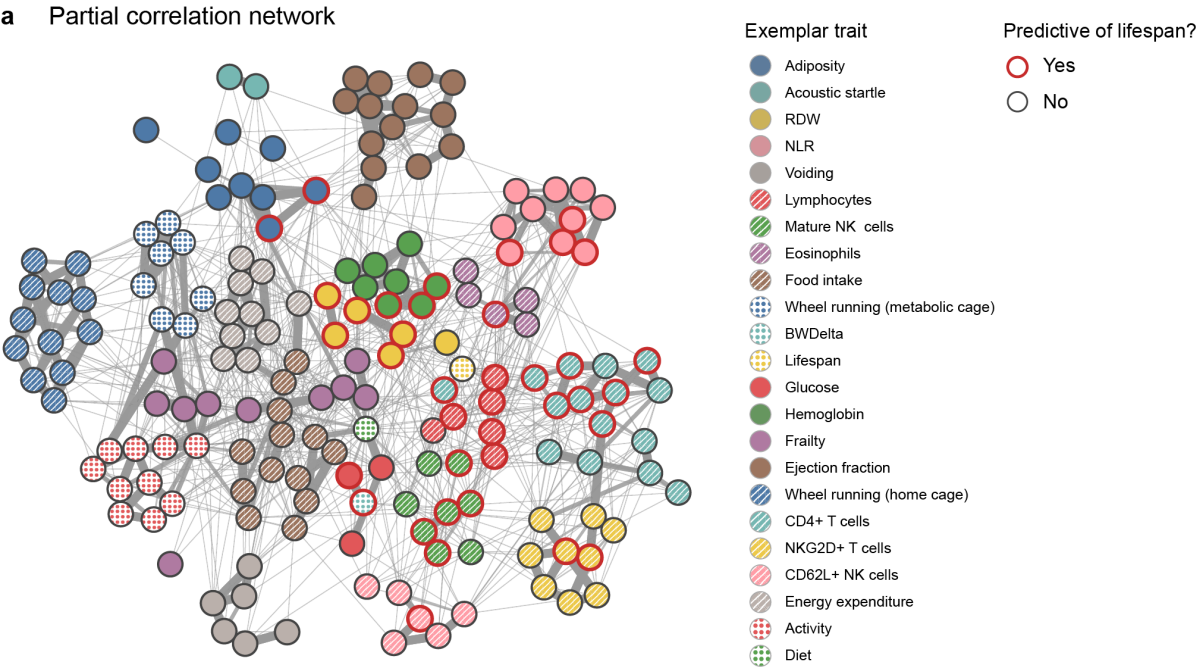 a Partial correlation network
Exemplar trait
Adiposity
Acoustic startle
RDW
NLR
Voiding
Lymphocytes
Mature NK cells
Eosinophils
Food intake
Wheel running (metabolic cage)
BWDelta
Lifespan
Glucose
Hemoglobin
Frailty
Ejection fraction
Wheel running (home cage)
CD4+ T cells
NKG2D+ T cells
CD62L+ NK cells
Energy expenditure
Activity
Diet
Predictive of lifespan?
Yes
No